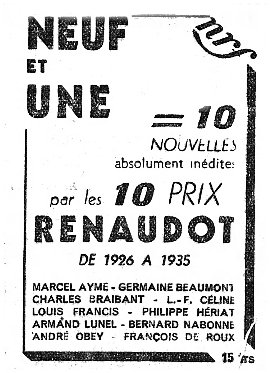 NEUF
nrf
ET
UNE
= 10
NOUVELLES
absolument inédites
par les 10 PRIX
RENAUDOT
DE 1926 A 1935
MARCEL AYME - GERMAINE BEAUMONT
CHARLES BRAIBANT - L.-F. CÉLINE
LOUIS FRANCIS - PHILIPPE HÉRIAT
ARMAND LUNEL - BERNARD NABONNE
ANDRÉ OBEY - FRANÇOIS DE ROUX
15 frs